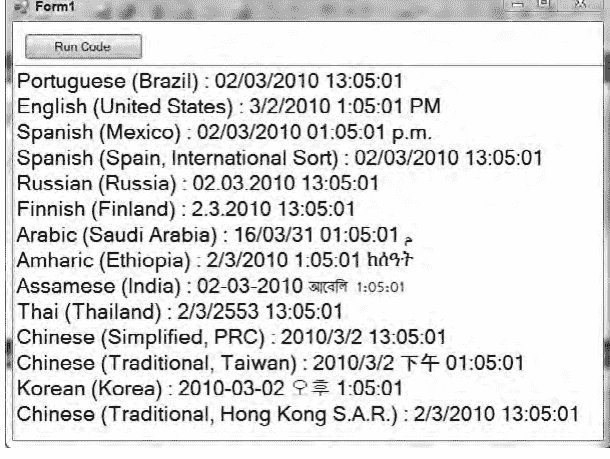 Form1
Run Code
Portuguese (Brazil) : 02/03/2010 13:05:01
English (United States) : 3/2/2010 1:05:01 PM
Spanish (Mexico) : 02/03/2010 01:05:01 p.m.
Spanish (Spain, International Sort) : 02/03/2010 13:05:01
Russian (Russia) : 02.03.2010 13:05:01
Finnish (Finland) : 2.3.2010 13:05:01
Arabic (Saudi Arabia) : 16/03/31 01:05:01 م
Amharic (Ethiopia) : 2/3/2010 1:05:01 ከሰዓት
Assamese (India) : 02-03-2010 আবেলি 1:05:01
Thai (Thailand) : 2/3/2553 13:05:01
Chinese (Simplified, PRC) : 2010/3/2 13:05:01
Chinese (Traditional, Taiwan) : 2010/3/2 下午 01:05:01
Korean (Korea) : 2010-03-02 오후 1:05:01
Chinese (Traditional, Hong Kong S.A.R.) : 2/3/2010 13:05:01